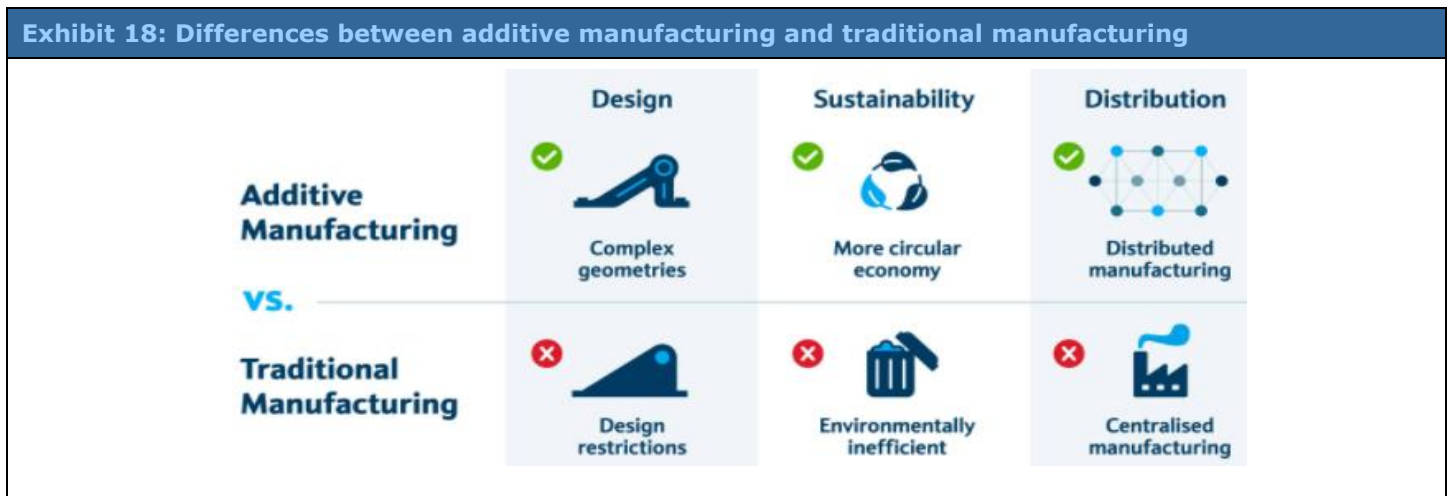 Exhibit 18: Differences between additive manufacturing and traditional manufacturing
Design
Sustainability
Distribution
Additive
Manufacturing
Complex
geometries
More circular
economy
Distributed
manufacturing
vs.
Traditional
Manufacturing
Design
restrictions
Environmentally
inefficient
Centralised
manufacturing